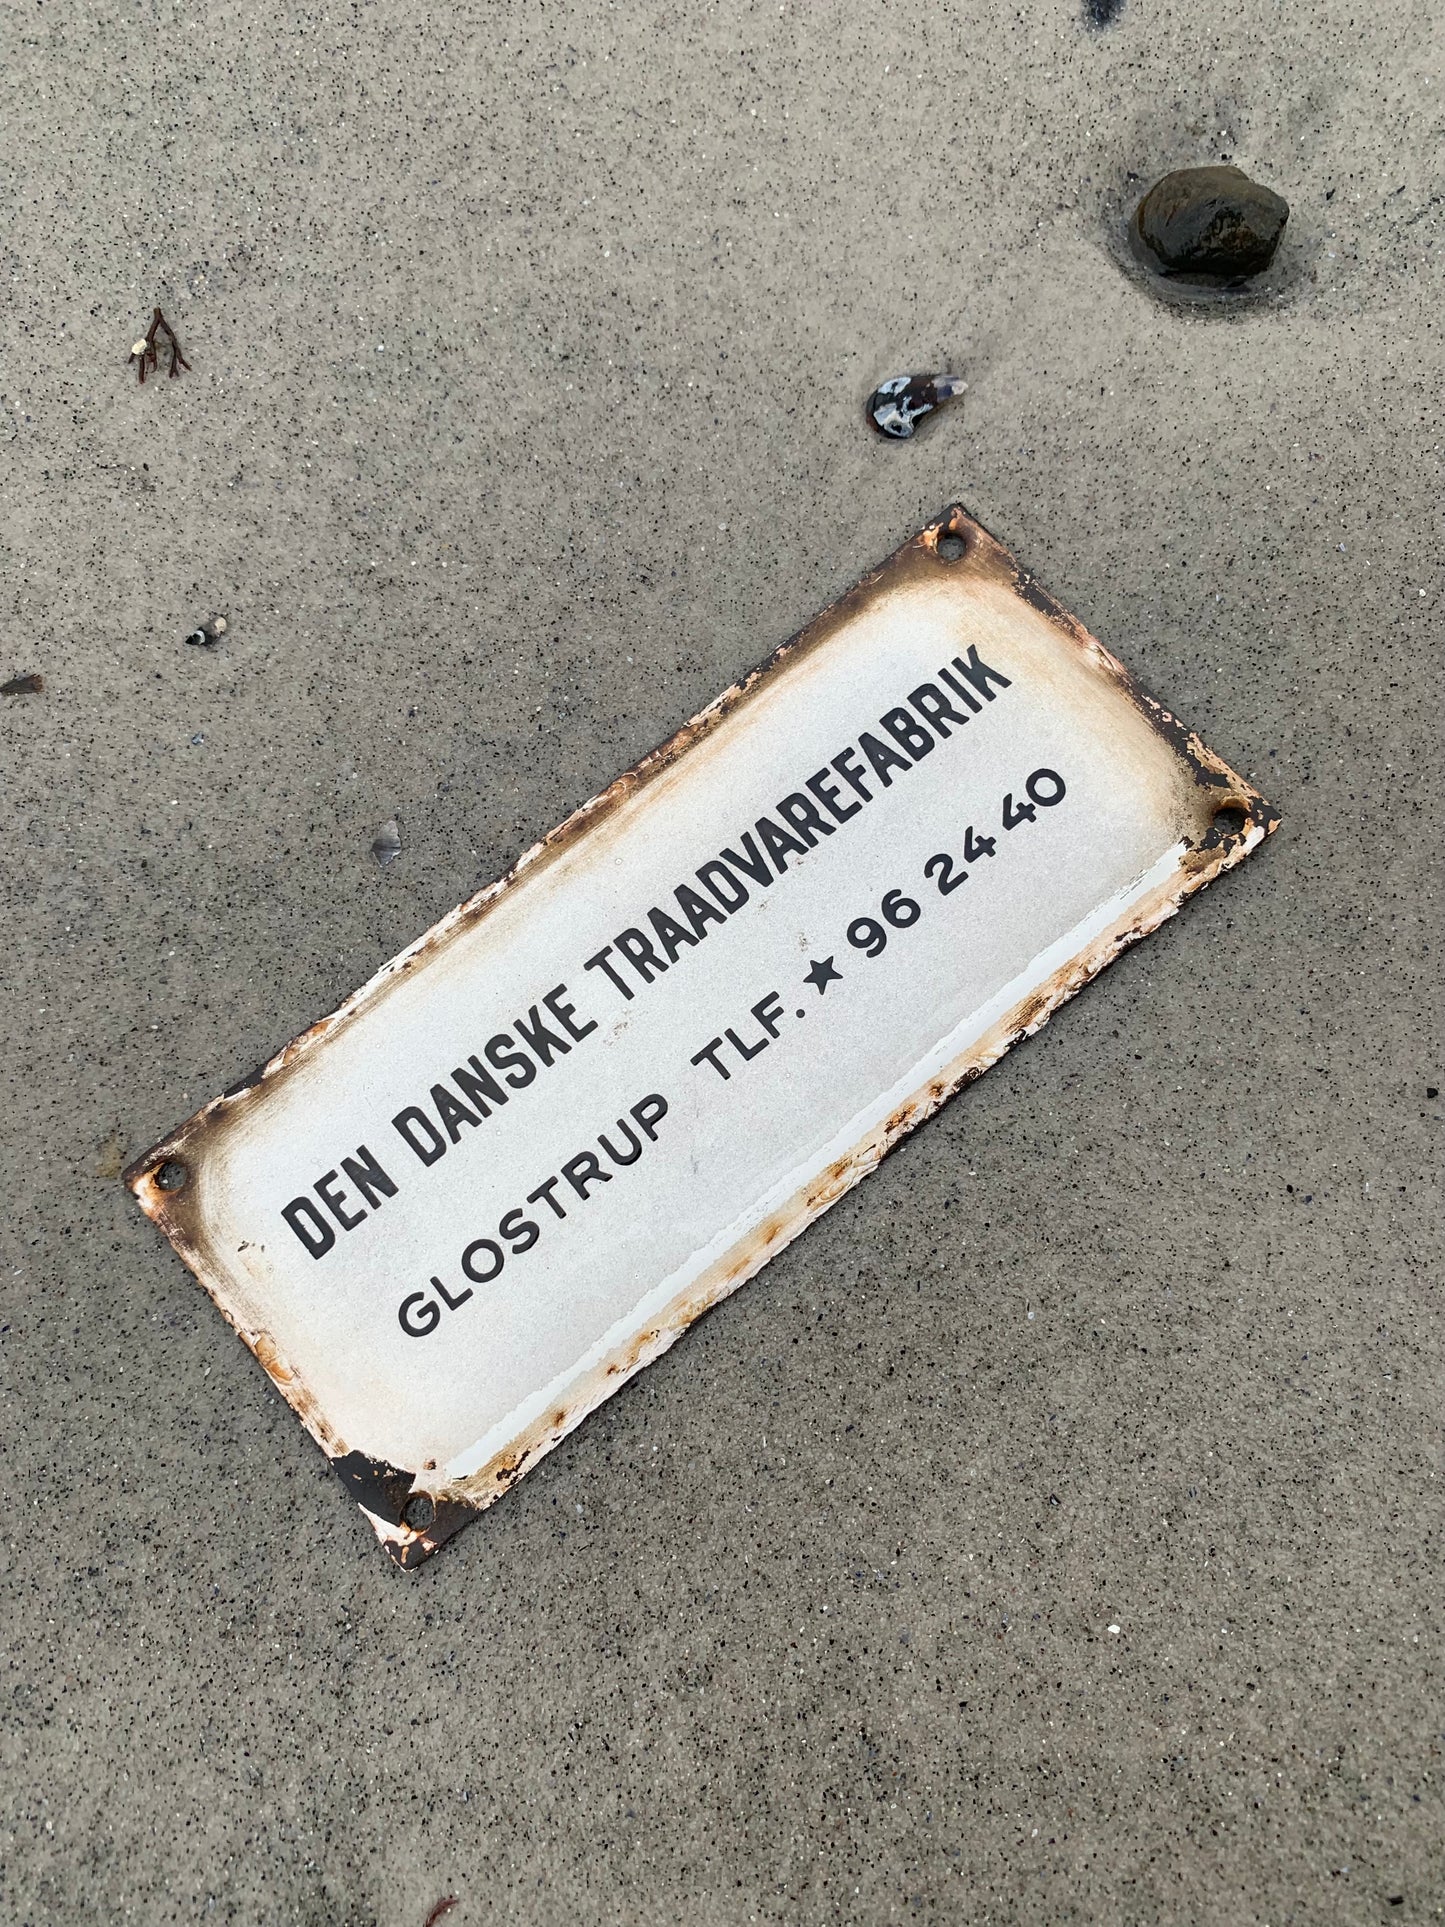 DEN DANSKE TRAADVAREFABRIK
GLOSTRUP TLF. ★ 96 24 40